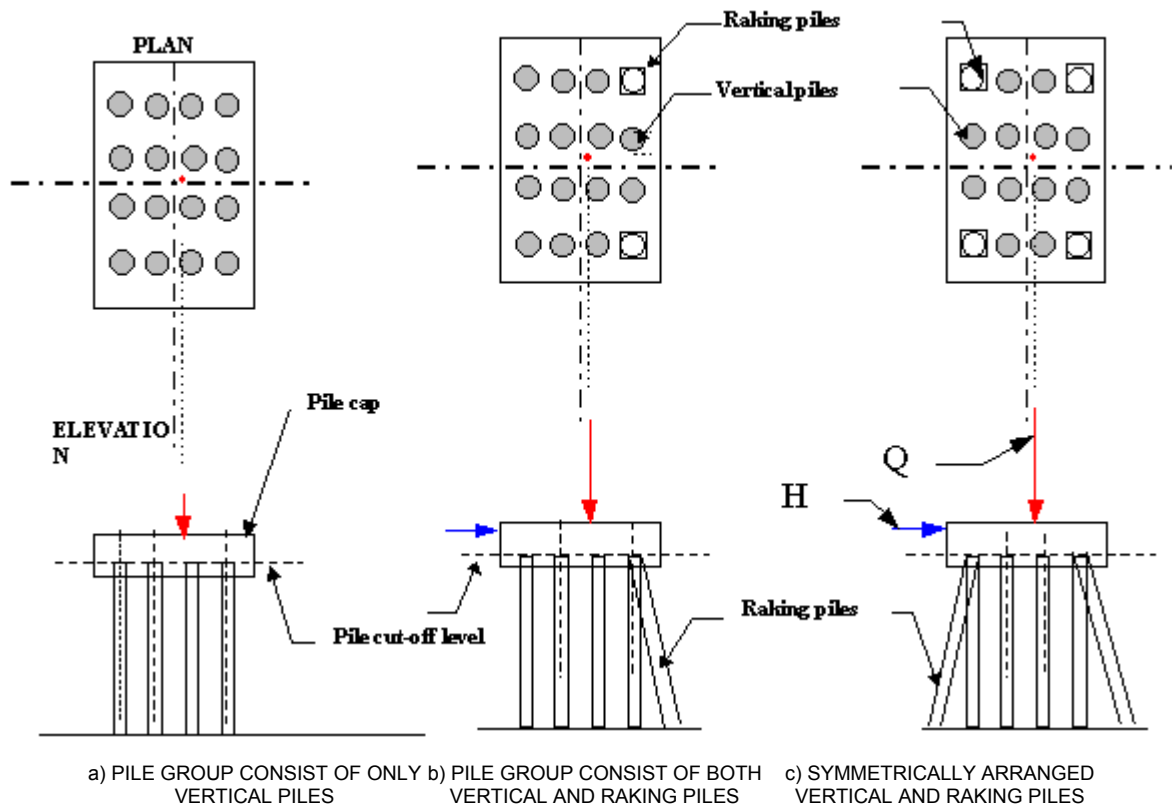 PLAN
Raking piles
Vertical piles
Pile cap
ELEVATIO
N
Q
H
Raking piles
Pile cut-off level
a) PILE GROUP CONSIST OF ONLY
VERTICAL PILES
b) PILE GROUP CONSIST OF BOTH
VERTICAL AND RAKING PILES
c) SYMMETRICALLY ARRANGED
VERTICAL AND RAKING PILES